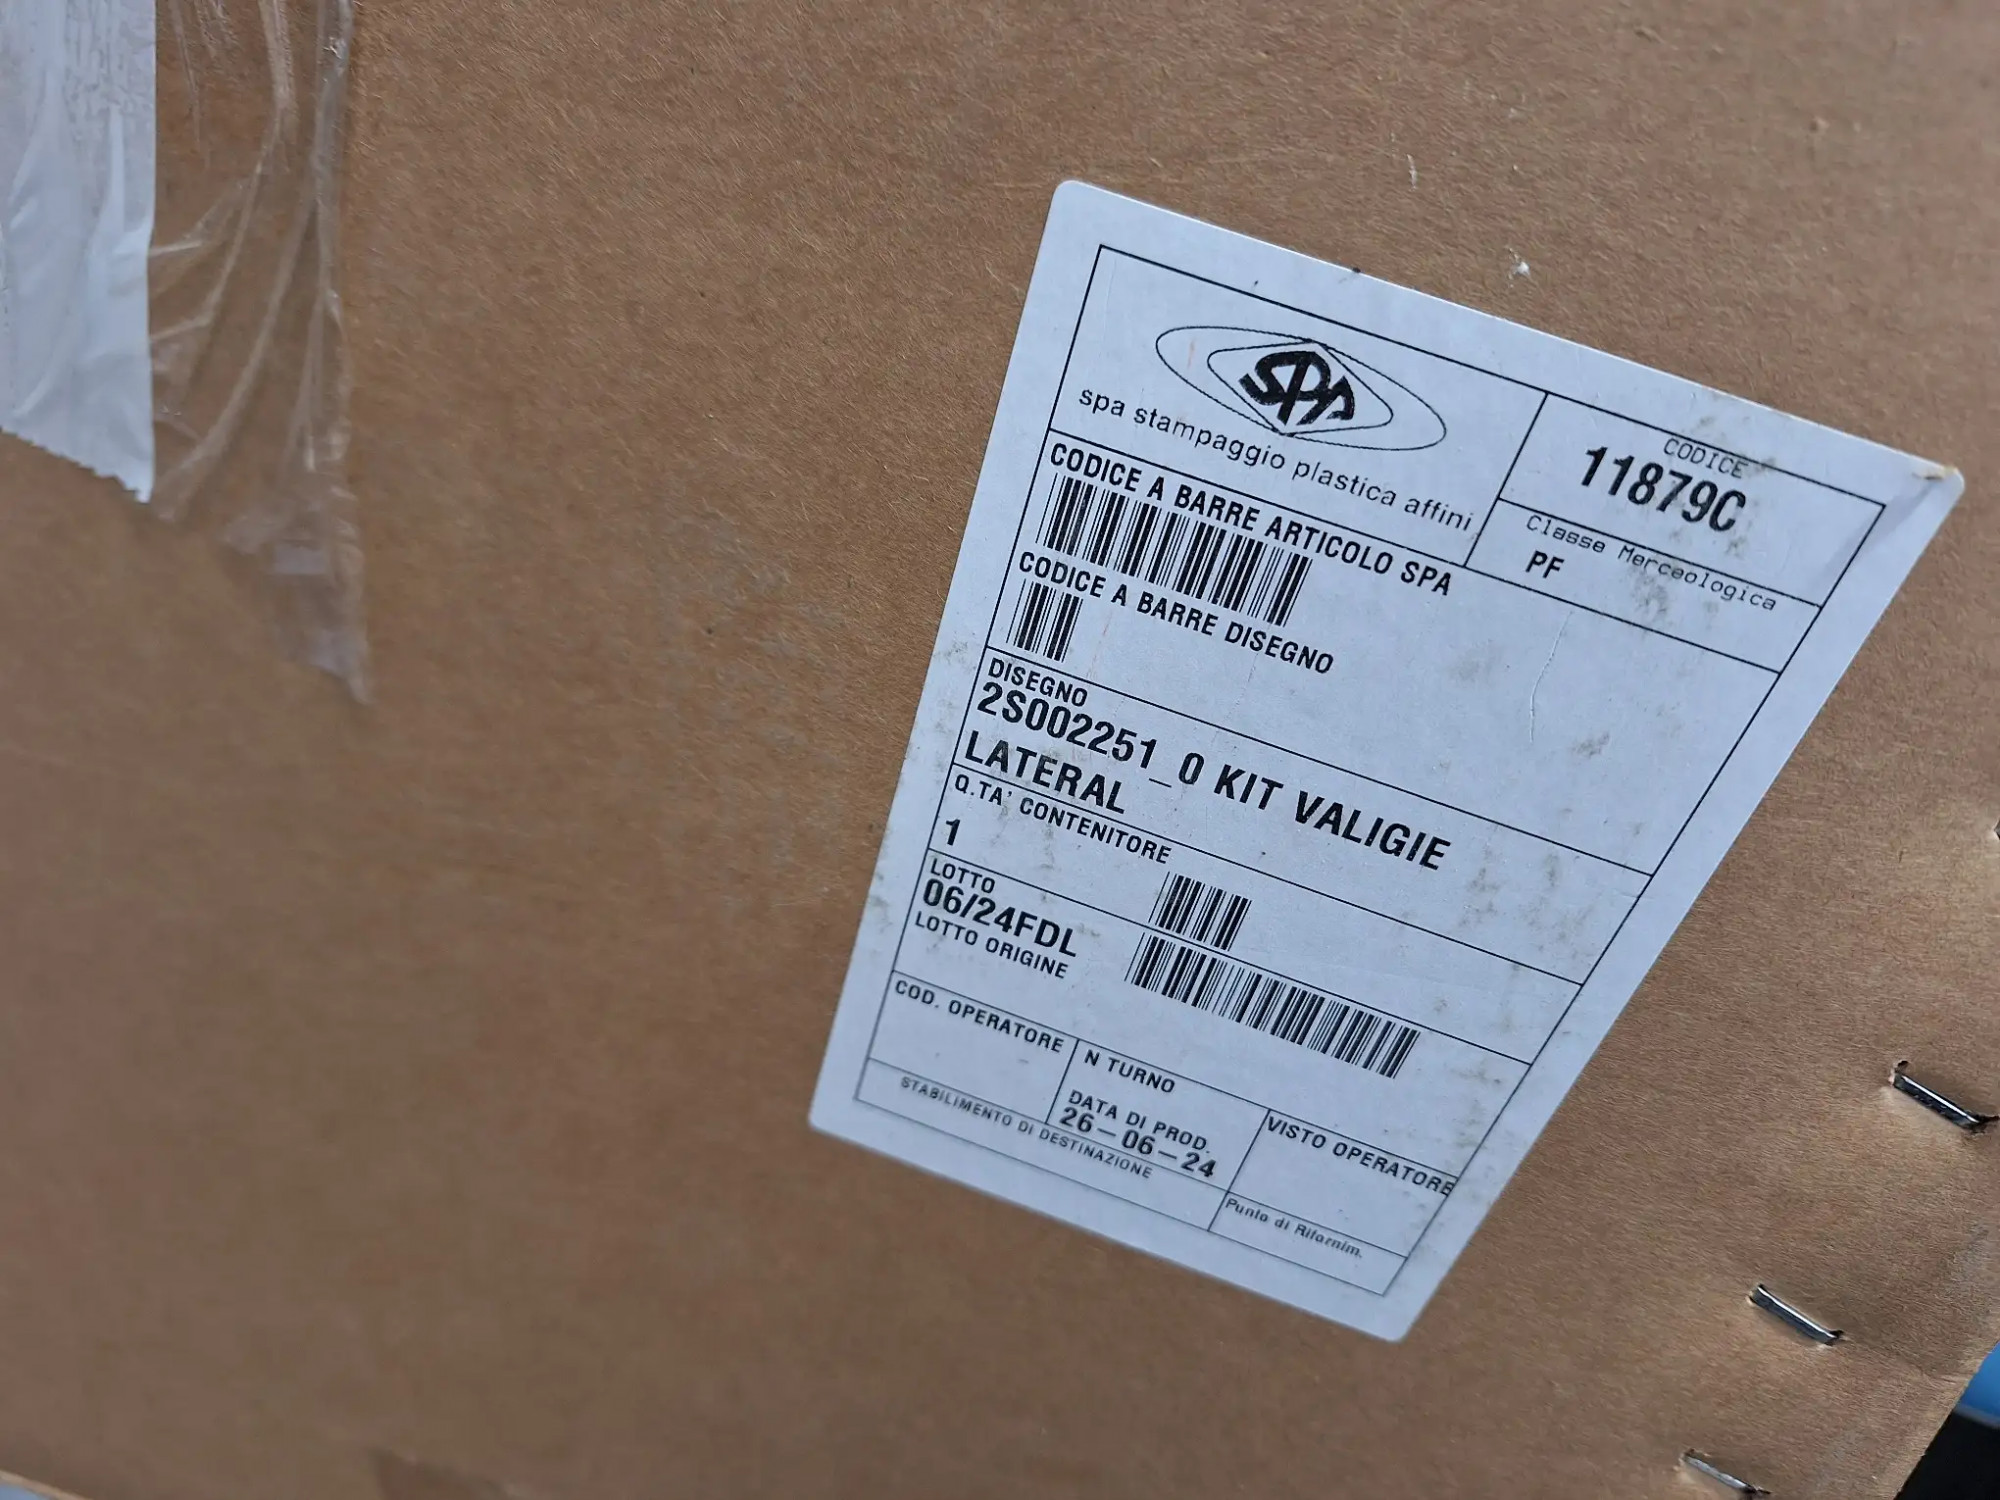 SPA
spa stampaggio plastica affini
CODICE
11879C
Classe Merceologica
PF
CODICE A BARRE ARTICOLO SPA
CODICE A BARRE DISEGNO
DISEGNO
2S002251_0 KIT VALIGIE
LATERAL
Q.TA' CONTENITORE
1
LOTTO
06/24FDL
LOTTO ORIGINE
COD. OPERATORE
N TURNO
DATA DI PROD.
26-06-24
VISTO OPERATORE
STABILIMENTO DI DESTINAZIONE
Punto di Rifornim.